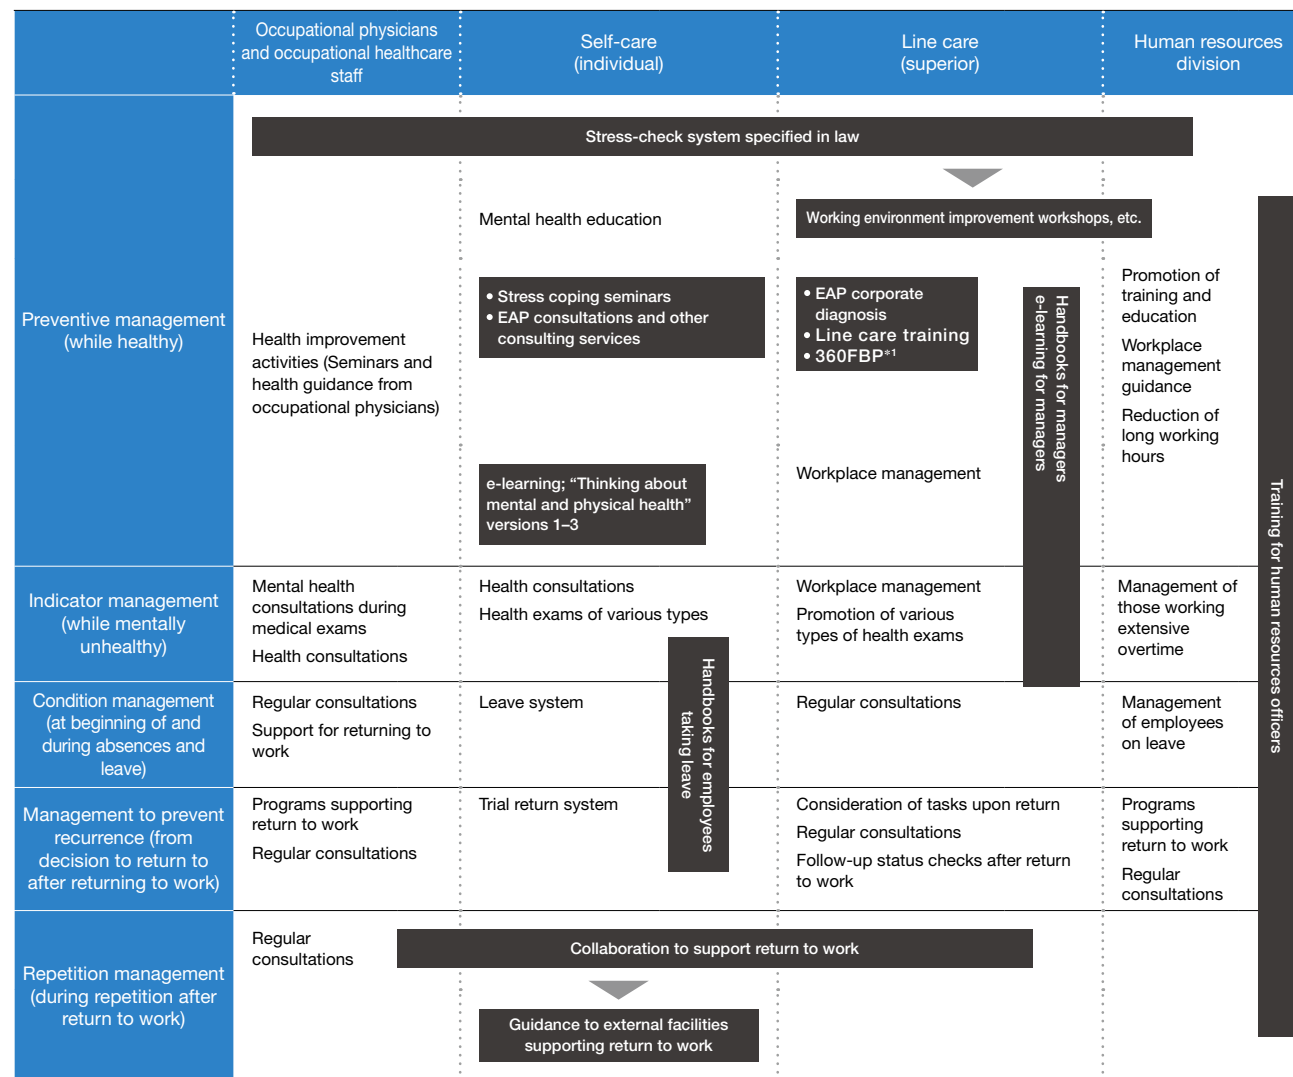 Occupational physicians
and occupational healthcare
staff
Self-care
(individual)
Line care
(superior)
Human resources
division
Preventive management
(while healthy)
Stress-check system specified in law
Health improvement
activities (Seminars and
health guidance from
occupational physicians)
Mental health education
• Stress coping seminars
• EAP consultations and other
consulting services
e-learning; “Thinking about
mental and physical health”
versions 1–3
Working environment improvement workshops, etc.
• EAP corporate
diagnosis
• Line care training
• 360FBP*1
Workplace management
Handbooks for managers
e-learning for managers
Promotion of
training and
education
Workplace
management
guidance
Reduction of
long working
hours
Training for human resources officers
Indicator management
(while mentally
unhealthy)
Mental health
consultations during
medical exams
Health consultations
Health consultations
Health exams of various types
Workplace management
Promotion of various
types of health exams
Management of
those working
extensive
overtime
Handbooks for employees
taking leave
Condition management
(at beginning of and
during absences and
leave)
Regular consultations
Support for returning to
work
Leave system
Regular consultations
Management
of employees
on leave
Management to prevent
recurrence (from
decision to return to
after returning to work)
Programs supporting
return to work
Regular consultations
Trial return system
Consideration of tasks upon return
Regular consultations
Follow-up status checks after return
to work
Programs
supporting
return to work
Regular
consultations
Repetition management
(during repetition after
return to work)
Regular
consultations
Collaboration to support return to work
Guidance to external facilities
supporting return to work